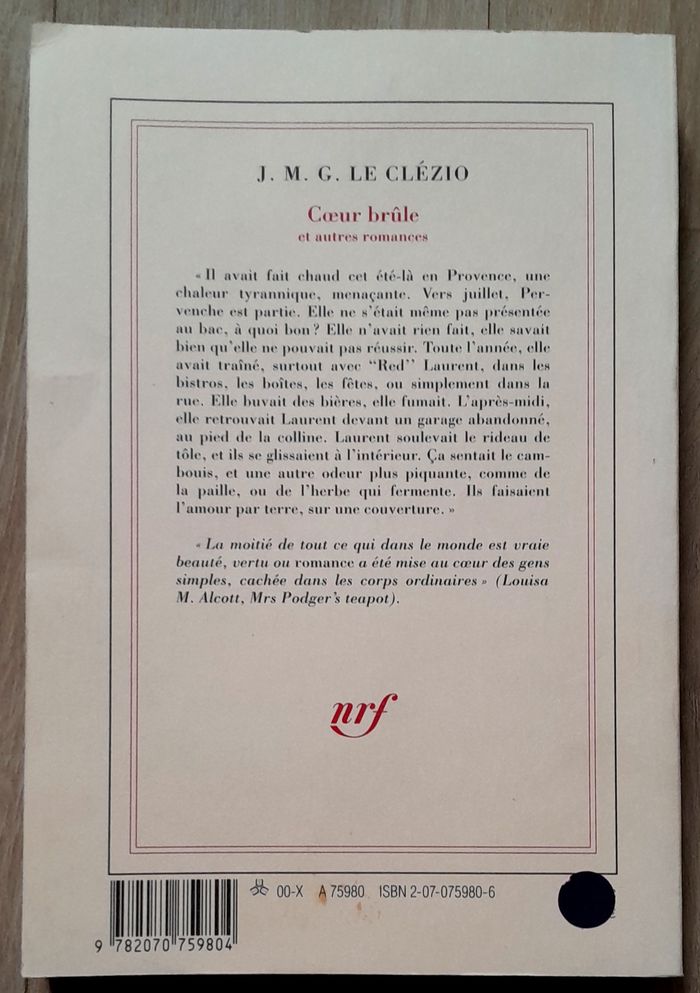 J. M. G. LE CLÉZIO
Cœur brûle
et autres romances
« Il avait fait chaud cet été-là en Provence, une
chaleur tyrannique, menaçante. Vers juillet, Per-
venche est partie. Elle ne s'était même pas présentée
au bac, à quoi bon ? Elle n'avait rien fait, elle savait
bien qu'elle ne pouvait pas réussir. Toute l'année, elle
avait traîné, surtout avec “Red” Laurent, dans les
bistros, les boîtes, les fêtes, ou simplement dans la
rue. Elle buvait des bières, elle fumait. L'après-midi,
elle retrouvait Laurent devant un garage abandonné,
au pied de la colline. Laurent soulevait le rideau de
tôle, et ils se glissaient à l'intérieur. Ça sentait le cam-
bouis, et une autre odeur plus piquante, comme de
la paille, ou de l'herbe qui fermente. Ils faisaient
l'amour par terre, sur une couverture. »
« La moitié de tout ce qui dans le monde est vraie
beauté, vertu ou romance a été mise au cœur des gens
simples, cachée dans les corps ordinaires » (Louisa
M. Alcott, Mrs Podger's teapot).
nrf
00-X A 75980 ISBN 2-07-075980-6
9 782070 759804